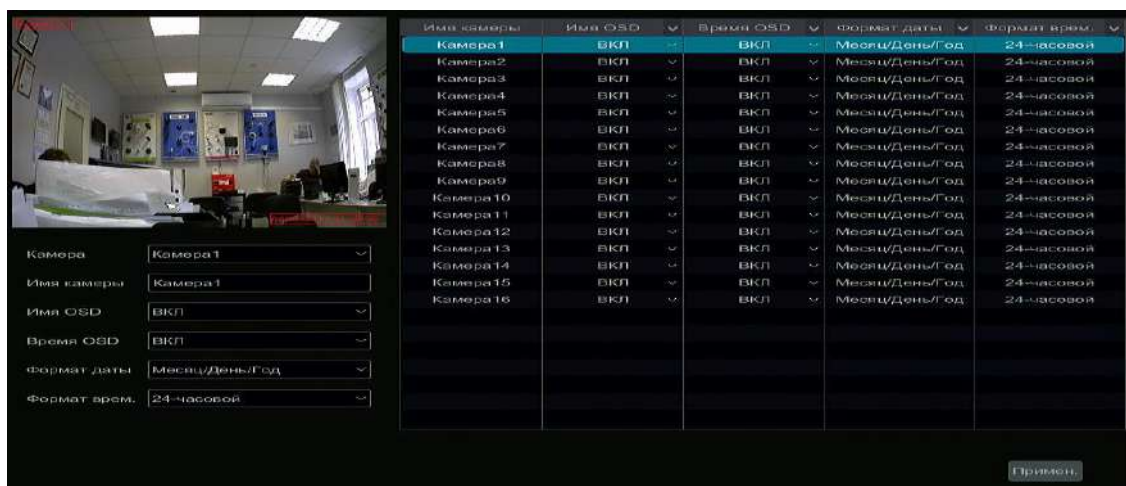 Имя камеры Имя OSD Время OSD Формат даты Формат врем.
Камера1 ВКЛ ВКЛ Месяц/День/Год 24-часовой
Камера2 ВКЛ ВКЛ Месяц/День/Год 24-часовой
Камера3 ВКЛ ВКЛ Месяц/День/Год 24-часовой
Камера4 ВКЛ ВКЛ Месяц/День/Год 24-часовой
Камера5 ВКЛ ВКЛ Месяц/День/Год 24-часовой
Камера6 ВКЛ ВКЛ Месяц/День/Год 24-часовой
Камера7 ВКЛ ВКЛ Месяц/День/Год 24-часовой
Камера8 ВКЛ ВКЛ Месяц/День/Год 24-часовой
Камера9 ВКЛ ВКЛ Месяц/День/Год 24-часовой
Камера10 ВКЛ ВКЛ Месяц/День/Год 24-часовой
Камера11 ВКЛ ВКЛ Месяц/День/Год 24-часовой
Камера12 ВКЛ ВКЛ Месяц/День/Год 24-часовой
Камера13 ВКЛ ВКЛ Месяц/День/Год 24-часовой
Камера14 ВКЛ ВКЛ Месяц/День/Год 24-часовой
Камера15 ВКЛ ВКЛ Месяц/День/Год 24-часовой
Камера16 ВКЛ ВКЛ Месяц/День/Год 24-часовой
Камера Камера1
Имя камеры Камера1
Имя OSD ВКЛ
Время OSD ВКЛ
Формат даты Месяц/День/Год
Формат врем. 24-часовой
Примен.